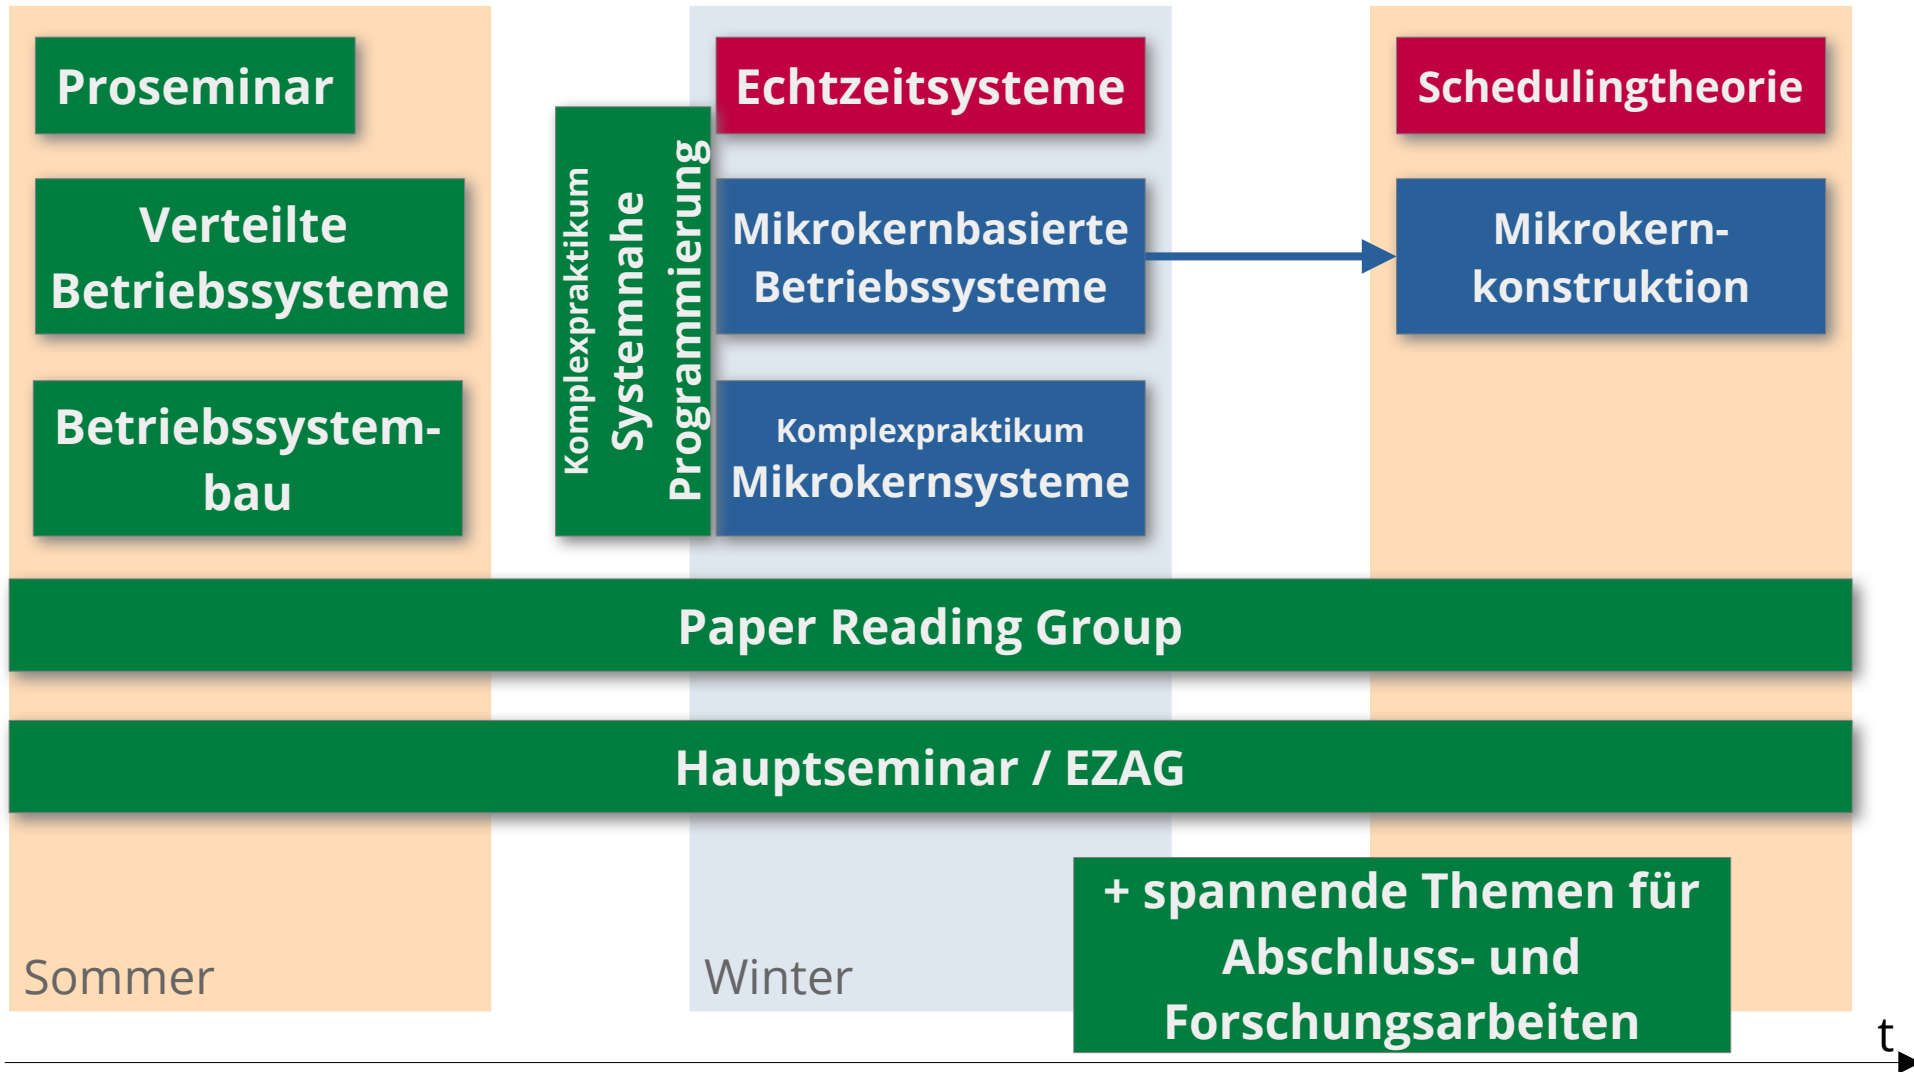 Proseminar
Verteilte
Betriebssysteme
Betriebssystem-
bau
Komplexpraktikum
Systemnahe
Programmierung
Echtzeitsysteme
Mikrokernbasierte
Betriebssysteme
Komplexpraktikum
Mikrokernsysteme
Schedulingtheorie
Mikrokern-
konstruktion
Paper Reading Group
Hauptseminar / EZAG
+ spannende Themen für
Abschluss- und
Forschungsarbeiten
Sommer
Winter
t